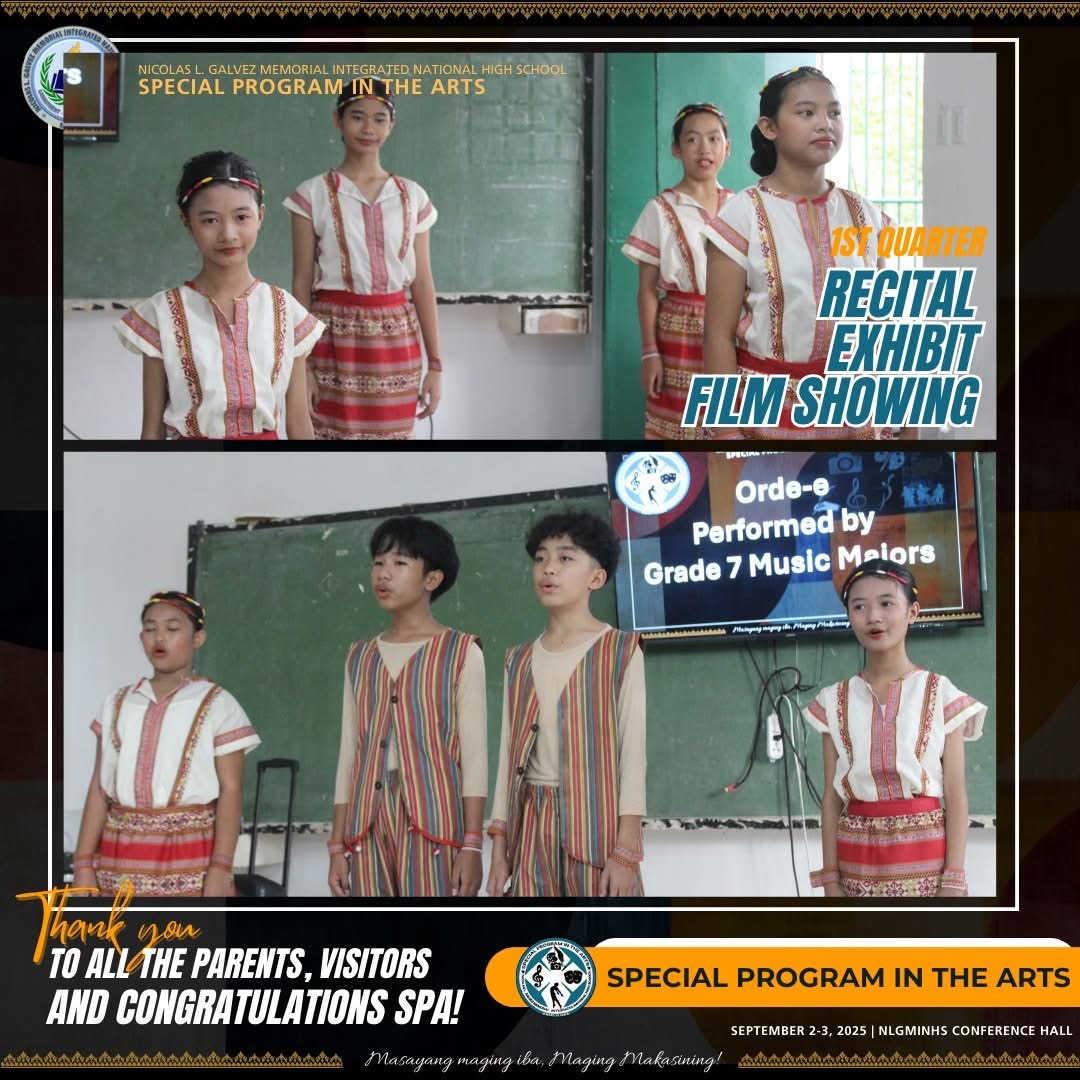 NICOLAS L. GALVEZ MEMORIAL INTEGRATED NATIONAL HIGH SCHOOL
SPECIAL PROGRAM IN THE ARTS
1ST QUARTER
RECITAL
EXHIBIT
FILM SHOWING
Orde-e
Performed by
Grade 7 Music Majors
Thank you
TO ALL THE PARENTS, VISITORS
AND CONGRATULATIONS SPA!
SPECIAL PROGRAM IN THE ARTS
SEPTEMBER 2-3, 2025 | NLGMINHS CONFERENCE HALL
Masayang maging iba, Maging Makasining!